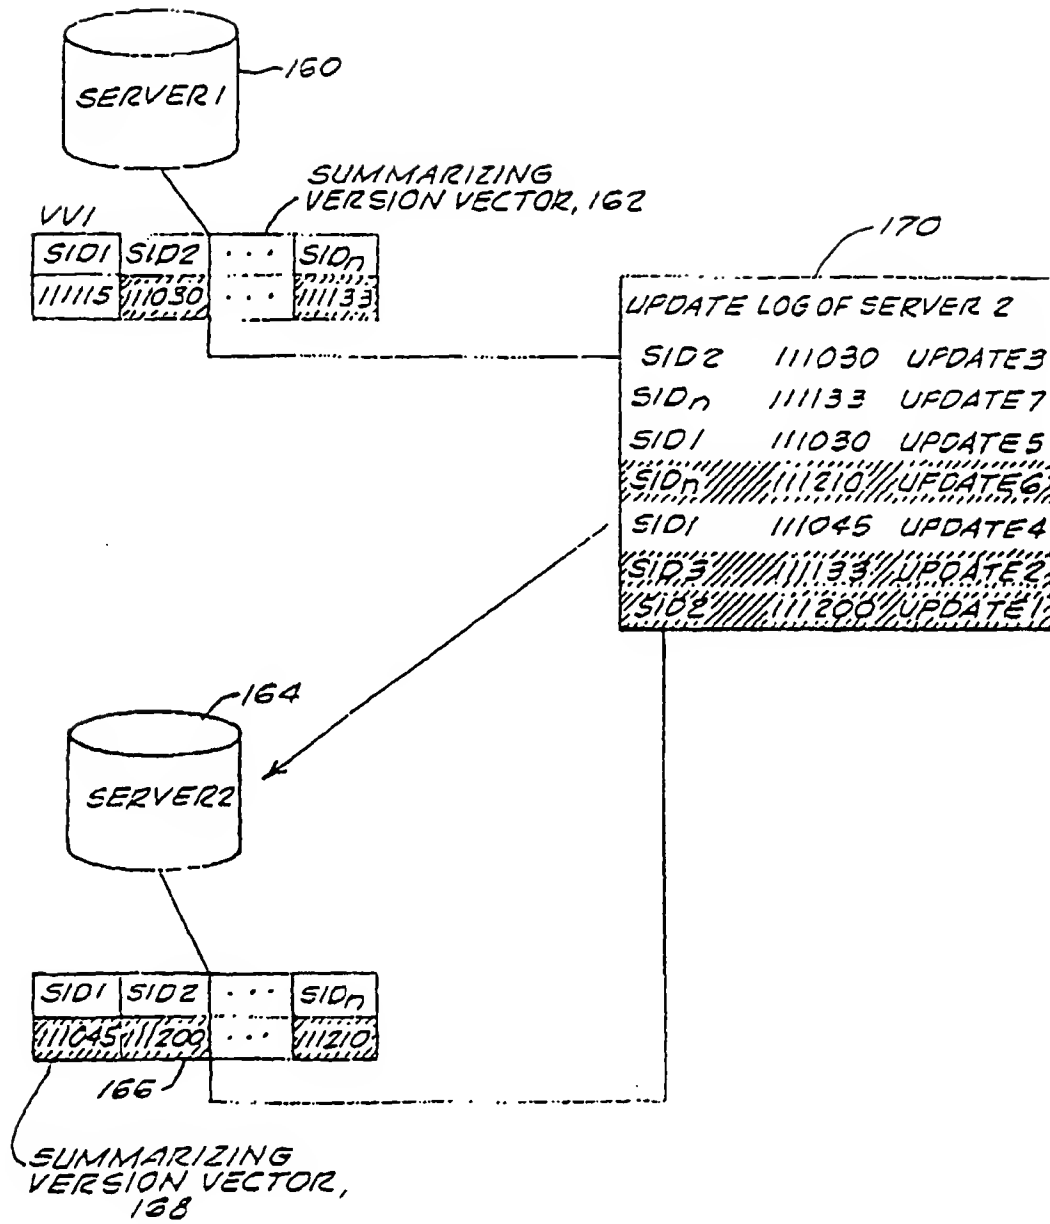 SERVER1
160
SUMMARIZING
VERSION VECTOR, 162
VV1
SID1 SID2 ... SIDn
111115 111030 ... 111133
170
UPDATE LOG OF SERVER 2
SID2 111030 UPDATE3
SIDn 111133 UPDATE7
SID1 111030 UPDATE5
SIDn 111210 UPDATE6
SID1 111045 UPDATE4
SID3 111133 UPDATE2
SID2 111200 UPDATE1
164
SERVER2
SID1 SID2 ... SIDn
111045 111200 ... 111210
166
SUMMARIZING
VERSION VECTOR,
168